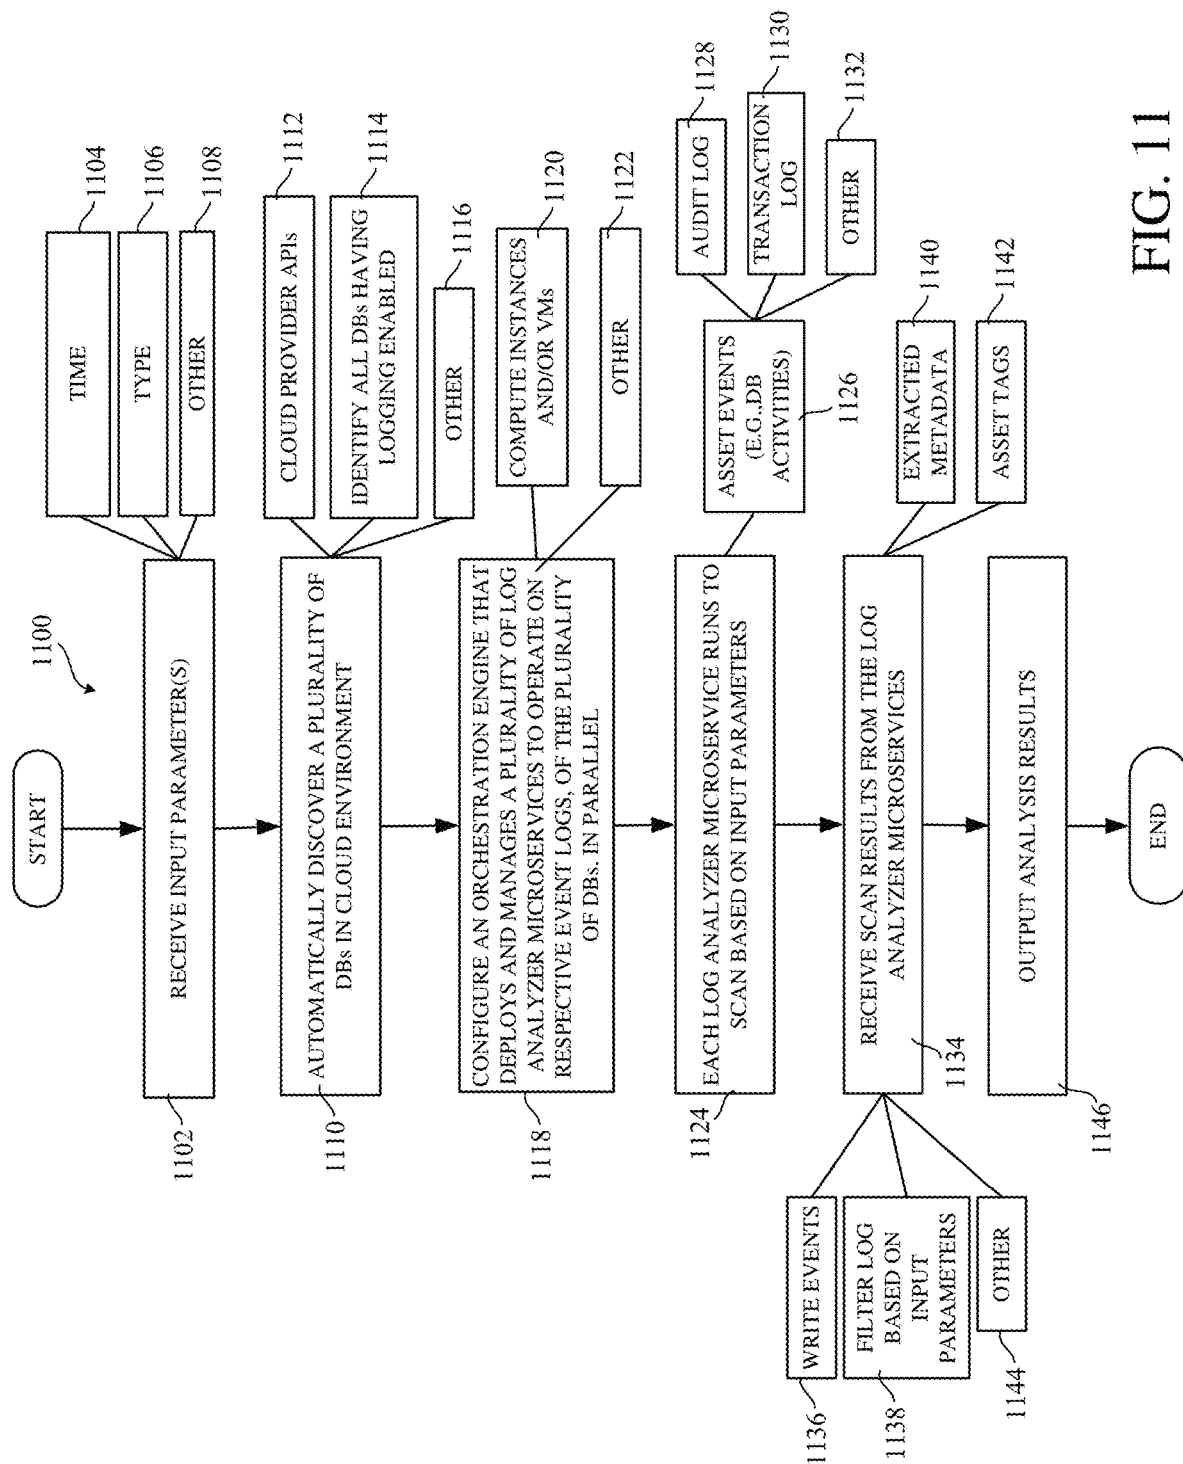 1100
START
RECEIVE INPUT PARAMETER(S)
1102
TIME
1104
TYPE
1106
OTHER
1108
AUTOMATICALLY DISCOVER A PLURALITY OF
DBs IN CLOUD ENVIRONMENT
1110
CLOUD PROVIDER APIs
1112
IDENTIFY ALL DBs HAVING
LOGGING ENABLED
1114
OTHER
1116
CONFIGURE AN ORCHESTRATION ENGINE THAT
DEPLOYS AND MANAGES A PLURALITY OF LOG
ANALYZER MICROSERVICES TO OPERATE ON
RESPECTIVE EVENT LOGS, OF THE PLURALITY
OF DBs. IN PARALLEL
1118
COMPUTE INSTANCES
AND/OR VMs
1120
OTHER
1122
EACH LOG ANALYZER MICROSERVICE RUNS TO
SCAN BASED ON INPUT PARAMETERS
1124
ASSET EVENTS
(E.G.,DB
ACTIVITIES)
1126
AUDIT LOG
1128
TRANSACTION
LOG
1130
OTHER
1132
RECEIVE SCAN RESULTS FROM THE LOG
ANALYZER MICROSERVICES
1134
WRITE EVENTS
1136
FILTER LOG
BASED ON
INPUT
PARAMETERS
1138
OTHER
1144
EXTRACTED
METADATA
1140
ASSET TAGS
1142
OUTPUT ANALYSIS RESULTS
1146
END
FIG. 11